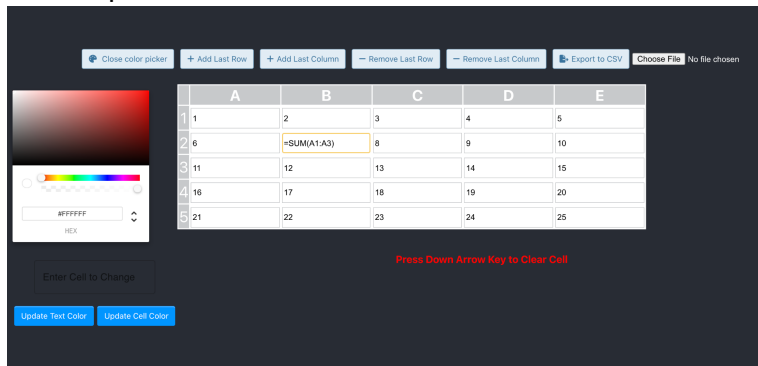 Close color picker + Add Last Row + Add Last Column − Remove Last Row − Remove Last Column Export to CSV Choose File No file chosen
A B C D E
1 1 2 3 4 5
2 6 =SUM(A1:A3) 8 9 10
3 11 12 13 14 15
4 16 17 18 19 20
5 21 22 23 24 25
#FFFFFF
HEX
Press Down Arrow Key to Clear Cell
Enter Cell to Change
Update Text Color Update Cell Color